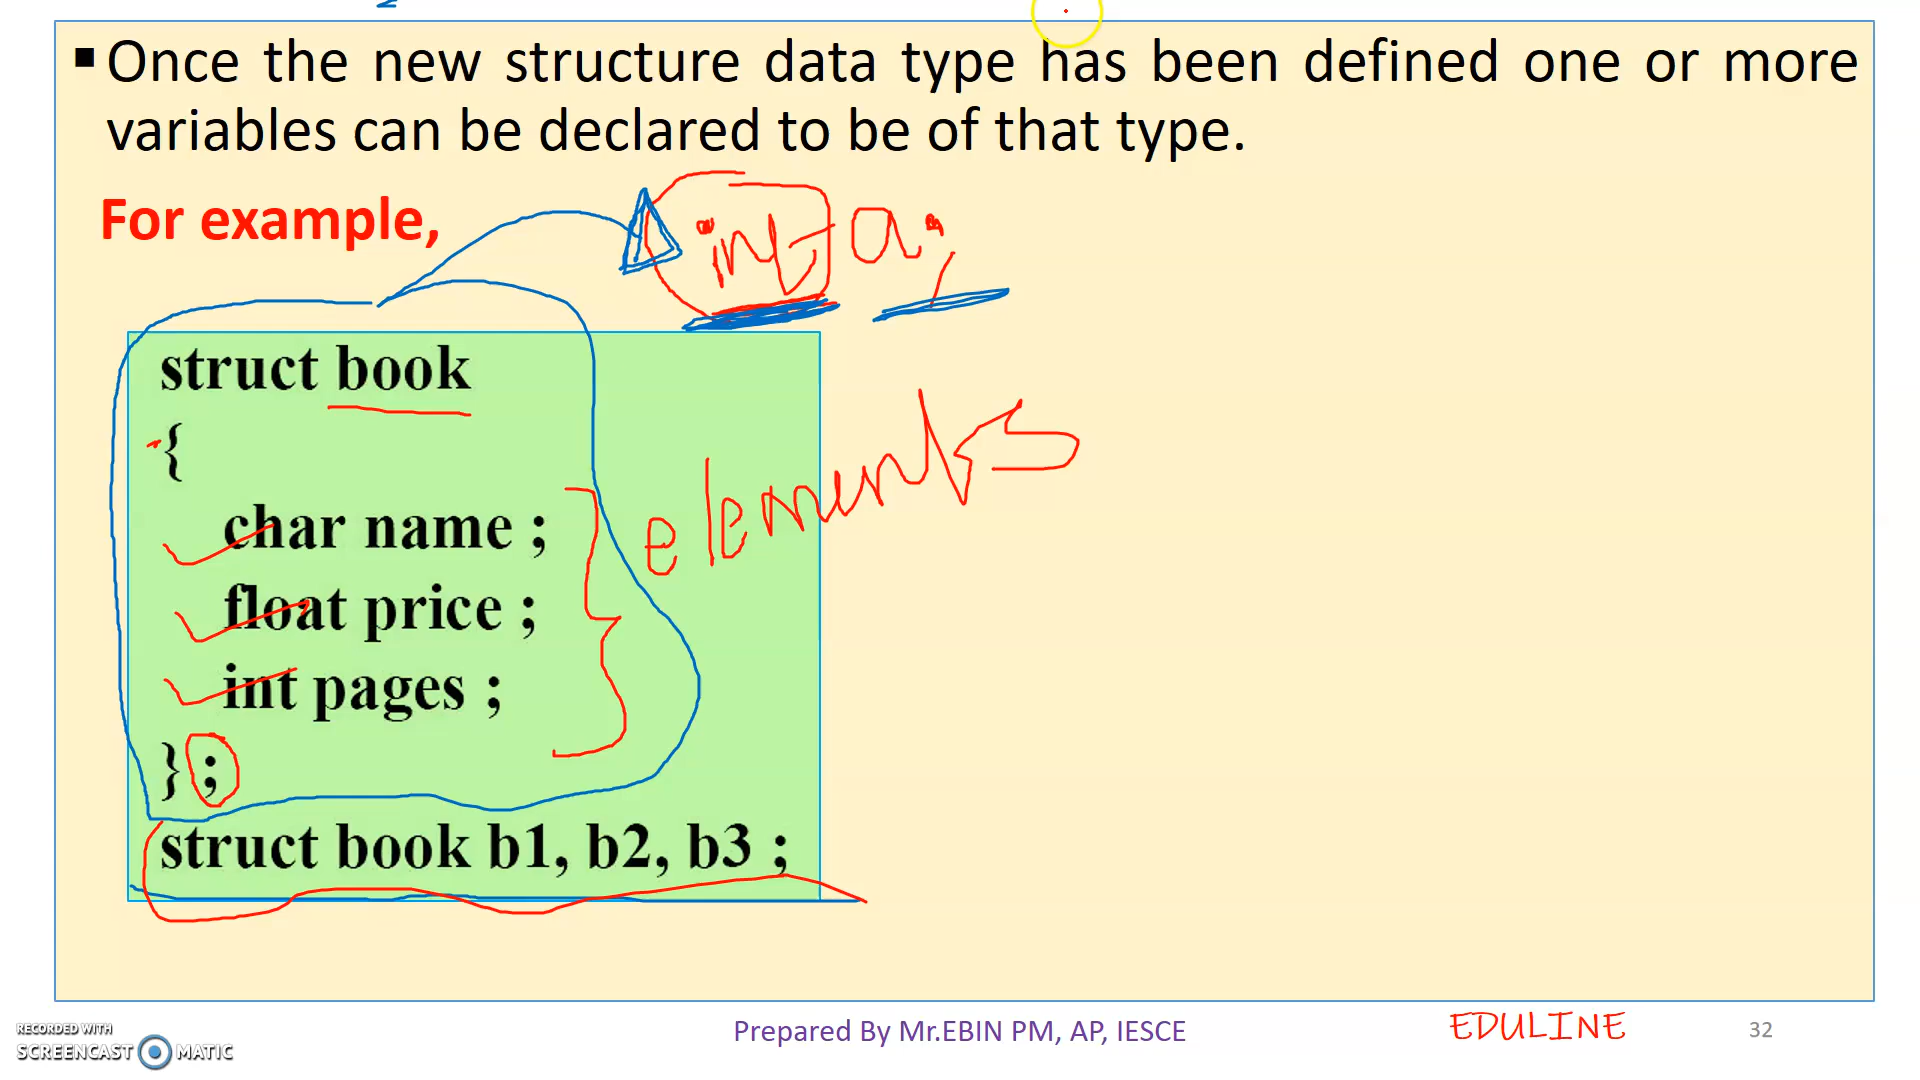 ▪Once the new structure data type has been defined one or more
variables can be declared to be of that type.
For example,
int a;
struct book
{
char name ;
elements
float price ;
int pages ;
} ;
struct book b1, b2, b3 ;
RECORDED WITH
SCREENCAST MATIC
Prepared By Mr.EBIN PM, AP, IESCE
EDULINE
32